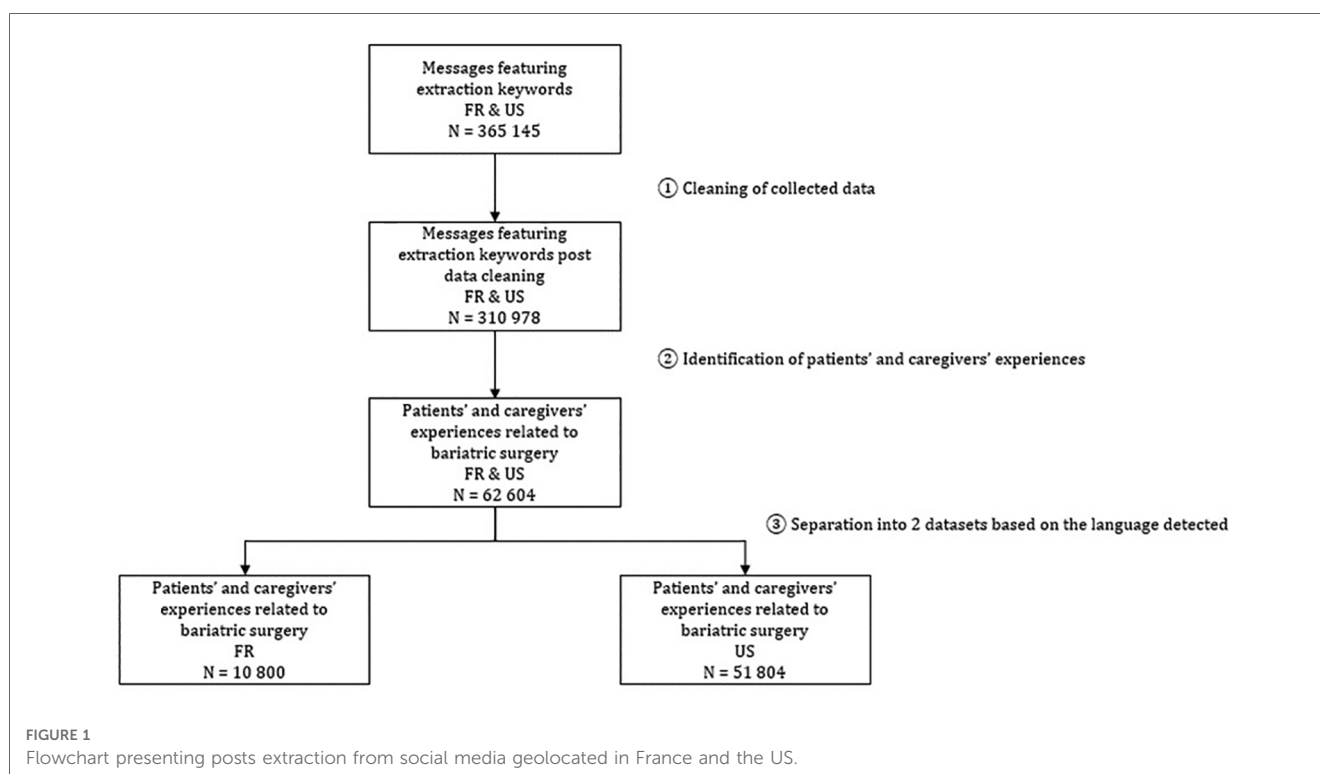 Messages featuring
extraction keywords
FR & US
N = 365 145
① Cleaning of collected data
Messages featuring
extraction keywords post
data cleaning
FR & US
N = 310 978
② Identification of patients’ and caregivers’ experiences
Patients’ and caregivers’
experiences related to
bariatric surgery
FR & US
N = 62 604
③ Separation into 2 datasets based on the language detected
Patients’ and caregivers’
experiences related to
bariatric surgery
FR
N = 10 800
Patients’ and caregivers’
experiences related to
bariatric surgery
US
N = 51 804
FIGURE 1
Flowchart presenting posts extraction from social media geolocated in France and the US.